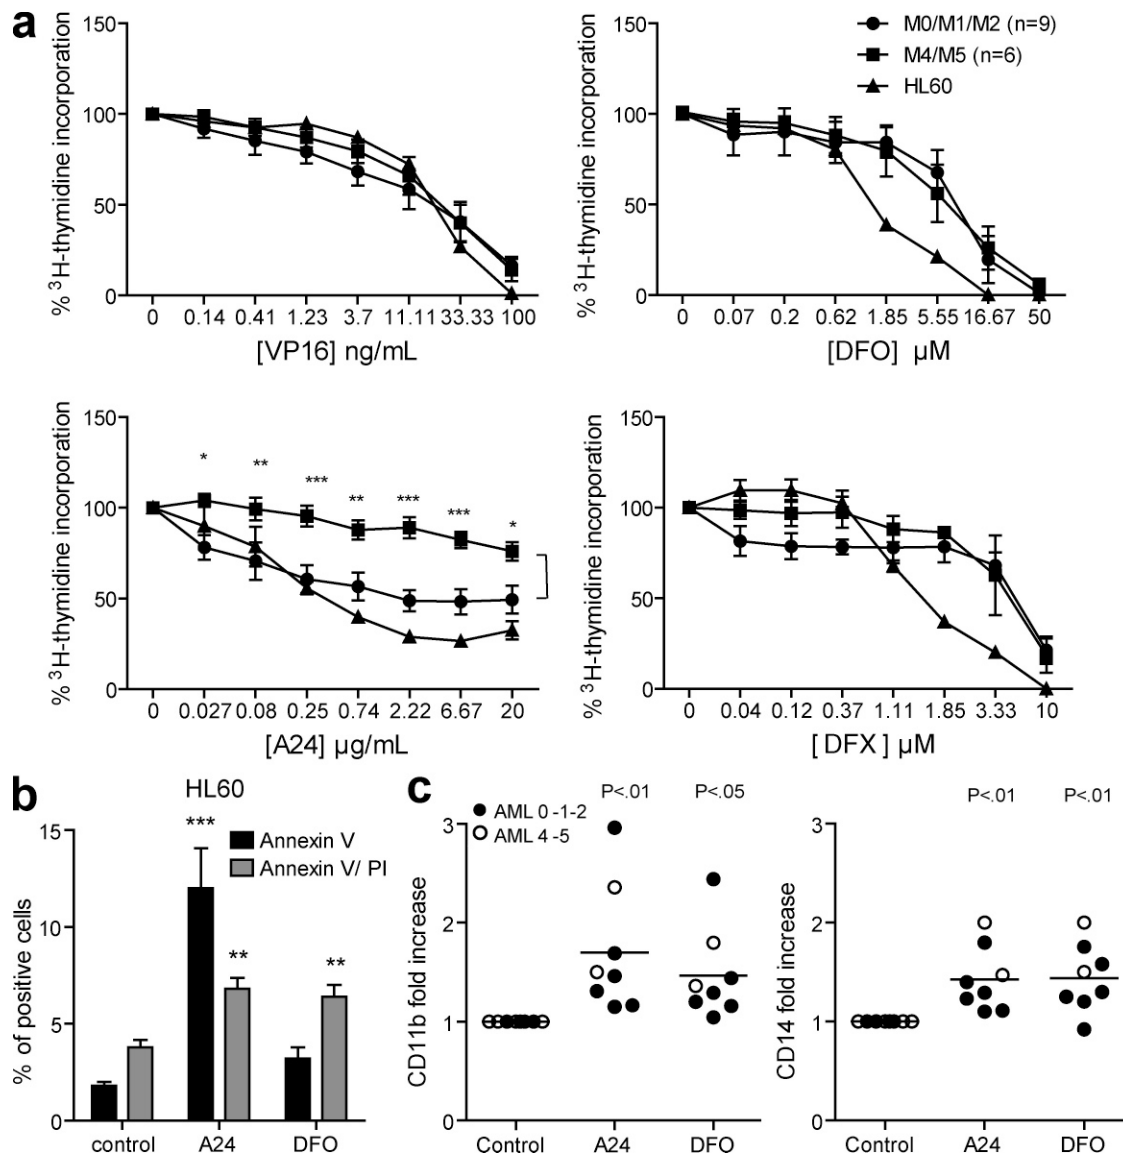 a
150
100
50
0
% ³H-thymidine incorporation
0 0.14 0.41 1.23 3.7 11.11 33.33 100
[VP16] ng/mL
150
100
50
0
% ³H-thymidine incorporation
M0/M1/M2 (n=9)
M4/M5 (n=6)
HL60
0 0.07 0.2 0.62 1.85 5.55 16.67 50
[DFO] µM
150
100
50
0
% ³H-thymidine incorporation
* ** *** ** *** *** *
0 0.027 0.08 0.25 0.74 2.22 6.67 20
[A24] µg/mL
150
100
50
0
% ³H-thymidine incorporation
0 0.04 0.12 0.37 1.11 1.85 3.33 10
[DFX] µM
b
HL60
15
10
5
0
% of positive cells
***
Annexin V
Annexin V/ PI
** **
control A24 DFO
c
AML 0-1-2
AML 4-5
P<.01 P<.05
3
2
1
0
CD11b fold increase
Control A24 DFO
P<.01 P<.01
3
2
1
0
CD14 fold increase
Control A24 DFO